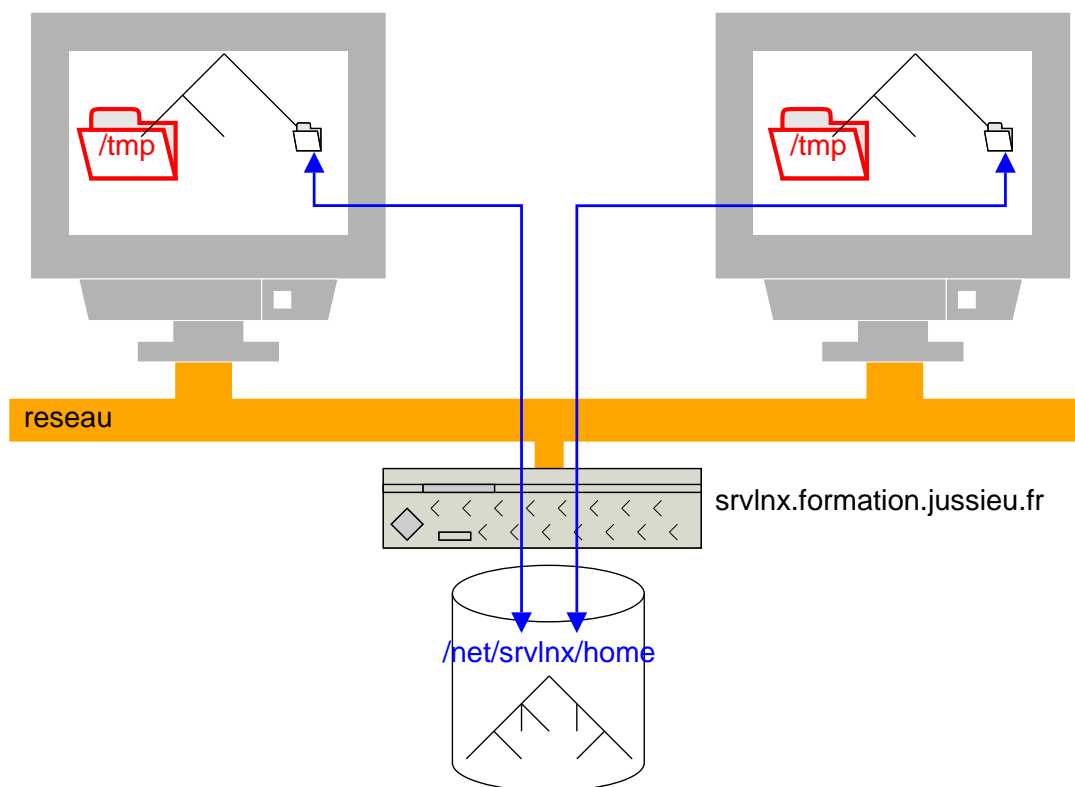 /tmp
/tmp
reseau
srvlnx.formation.jussieu.fr
/net/srvlnx/home